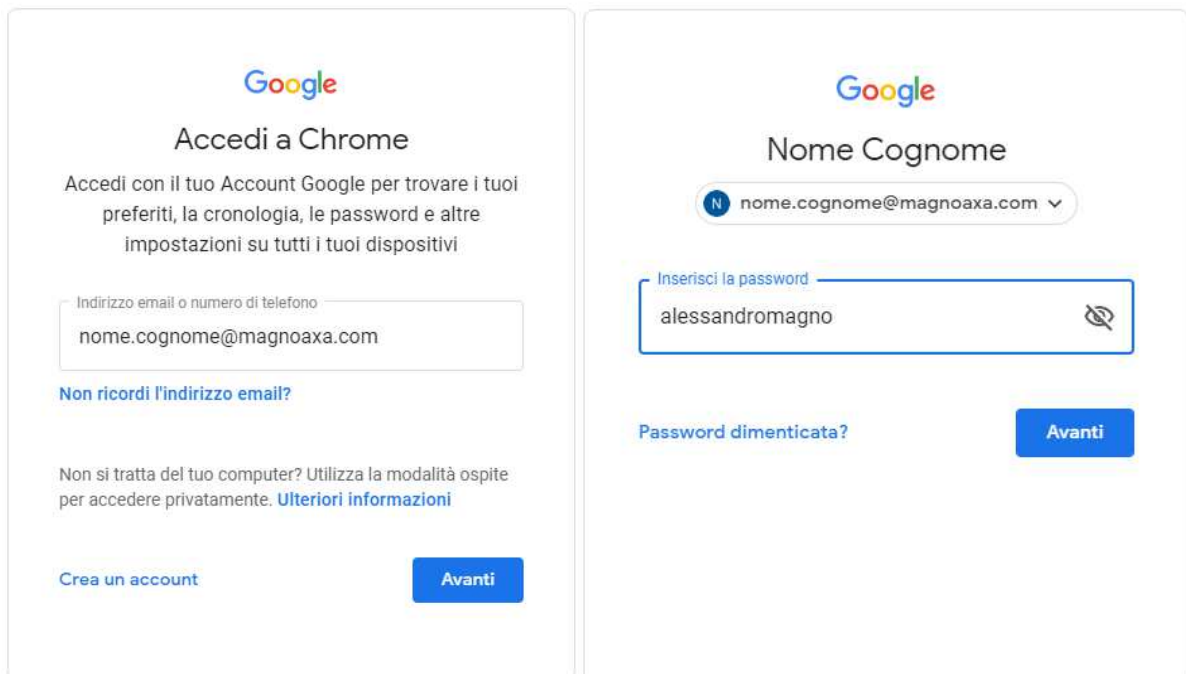 Google
Accedi a Chrome
Accedi con il tuo Account Google per trovare i tuoi
preferiti, la cronologia, le password e altre
impostazioni su tutti i tuoi dispositivi
Indirizzo email o numero di telefono
nome.cognome@magnoaxa.com
Non ricordi l'indirizzo email?
Non si tratta del tuo computer? Utilizza la modalità ospite
per accedere privatamente. Ulteriori informazioni
Crea un account
Avanti
Google
Nome Cognome
N nome.cognome@magnoaxa.com
Inserisci la password
alessandromagno
Password dimenticata?
Avanti